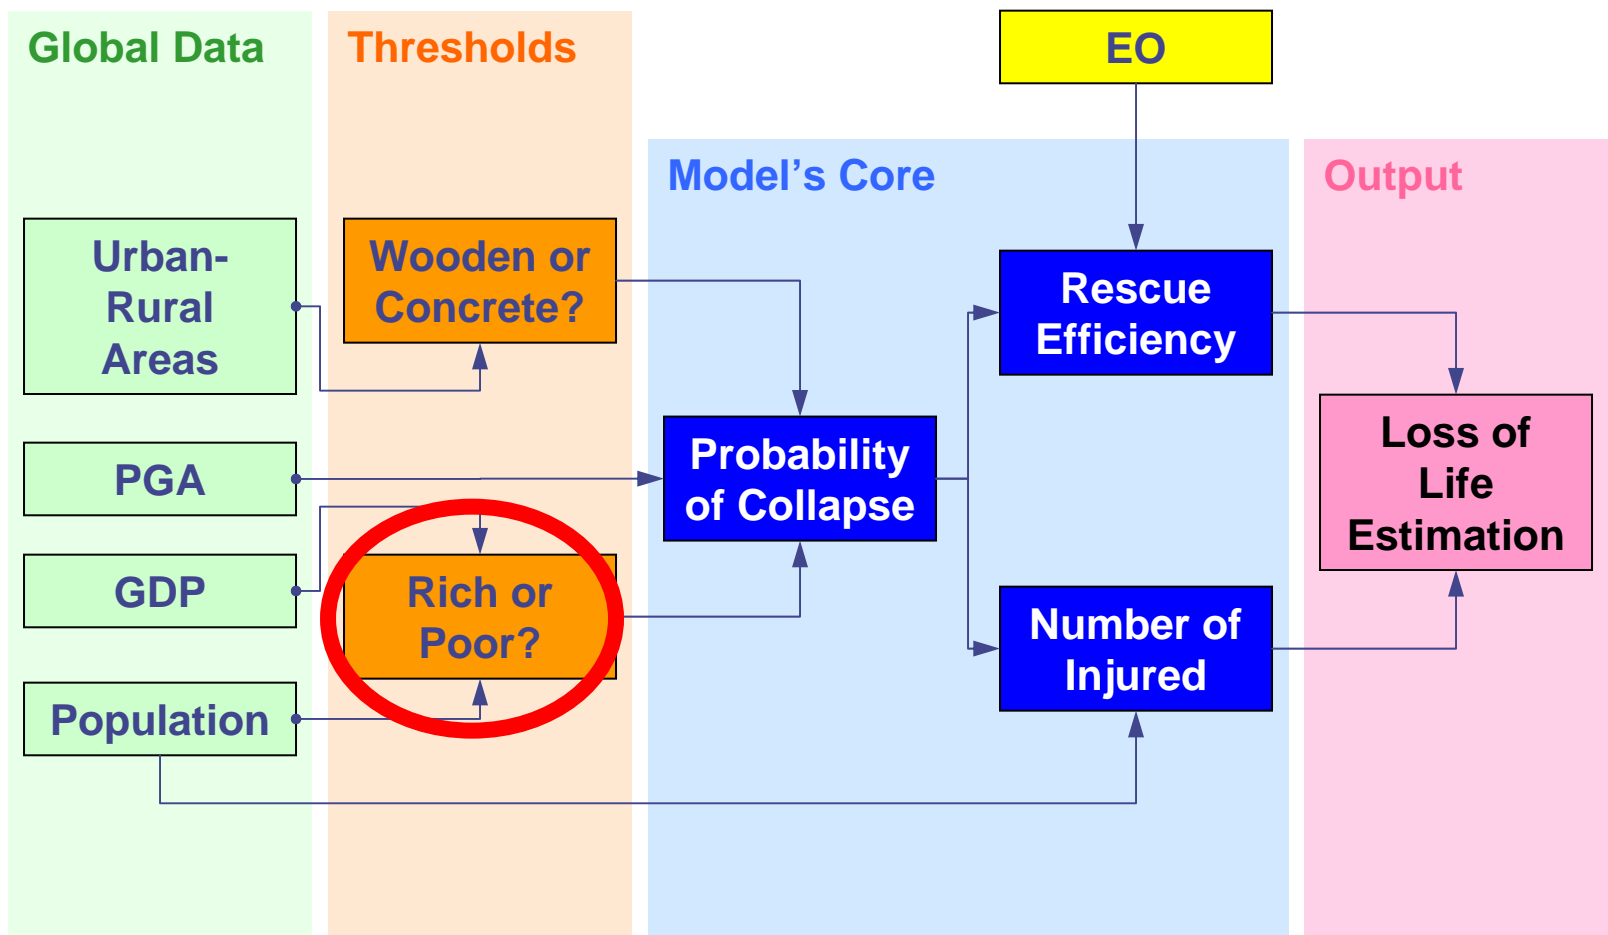 Global Data
Thresholds
EO
Model’s Core
Output
Urban-
Rural
Areas
Wooden or
Concrete?
Rescue
Efficiency
PGA
Probability
of Collapse
Loss of
Life
Estimation
GDP
Rich or
Poor?
Number of
Injured
Population